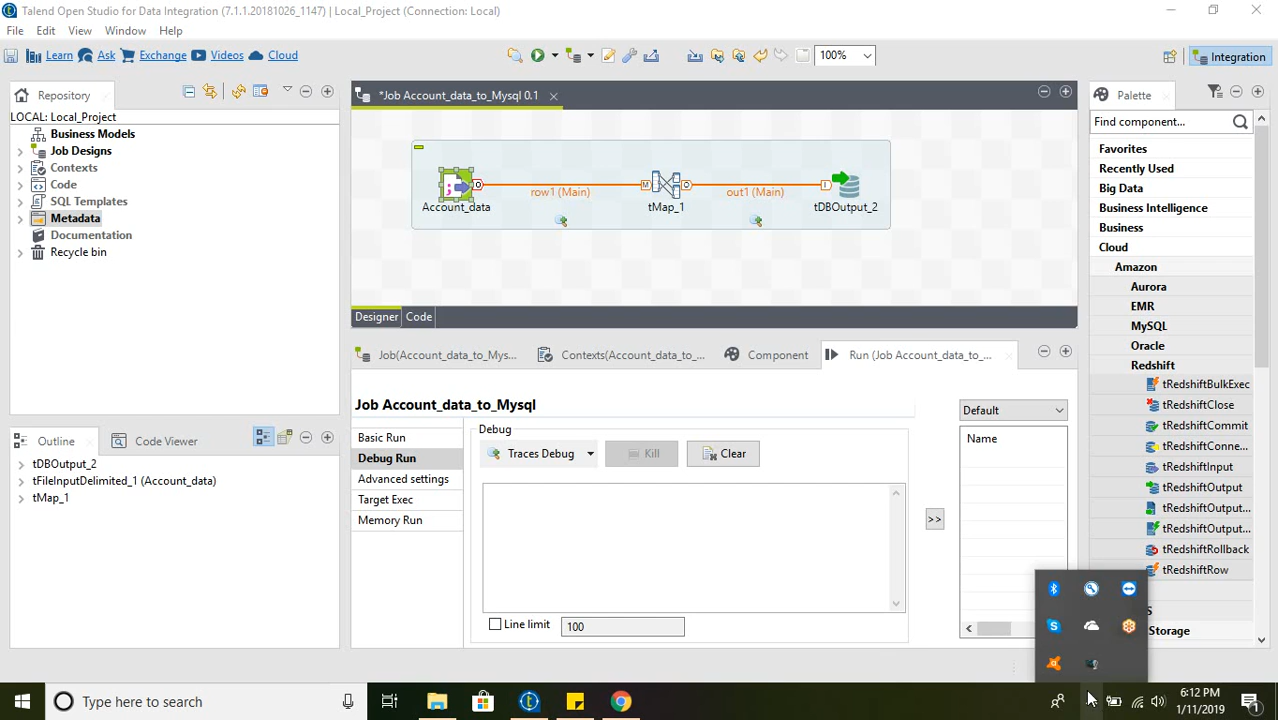 Talend Open Studio for Data Integration (7.1.1.20181026_1147) | Local_Project (Connection: Local)
File Edit View Window Help
Learn Ask Exchange Videos Cloud
100%
Integration
Repository
LOCAL: Local_Project
Business Models
Job Designs
Contexts
Code
SQL Templates
Metadata
Documentation
Recycle bin
Outline
Code Viewer
tDBOutput_2
tFileInputDelimited_1 (Account_data)
tMap_1
*Job Account_data_to_Mysql 0.1
row1 (Main)
out1 (Main)
Account_data
tMap_1
tDBOutput_2
Designer Code
Job(Account_data_to_Mys...
Contexts(Account_data_to_...
Component
Run (Job Account_data_to_...
Job Account_data_to_Mysql
Basic Run
Debug Run
Advanced settings
Target Exec
Memory Run
Debug
Traces Debug
Kill
Clear
>>
Line limit
100
Default
Name
Palette
Find component...
Favorites
Recently Used
Big Data
Business Intelligence
Business
Cloud
Amazon
Aurora
EMR
MySQL
Oracle
Redshift
tRedshiftBulkExec
tRedshiftClose
tRedshiftCommit
tRedshiftConne...
tRedshiftInput
tRedshiftOutput
tRedshiftOutput...
tRedshiftOutput...
tRedshiftRollback
tRedshiftRow
S
Storage
Type here to search
6:12 PM
1/11/2019
1